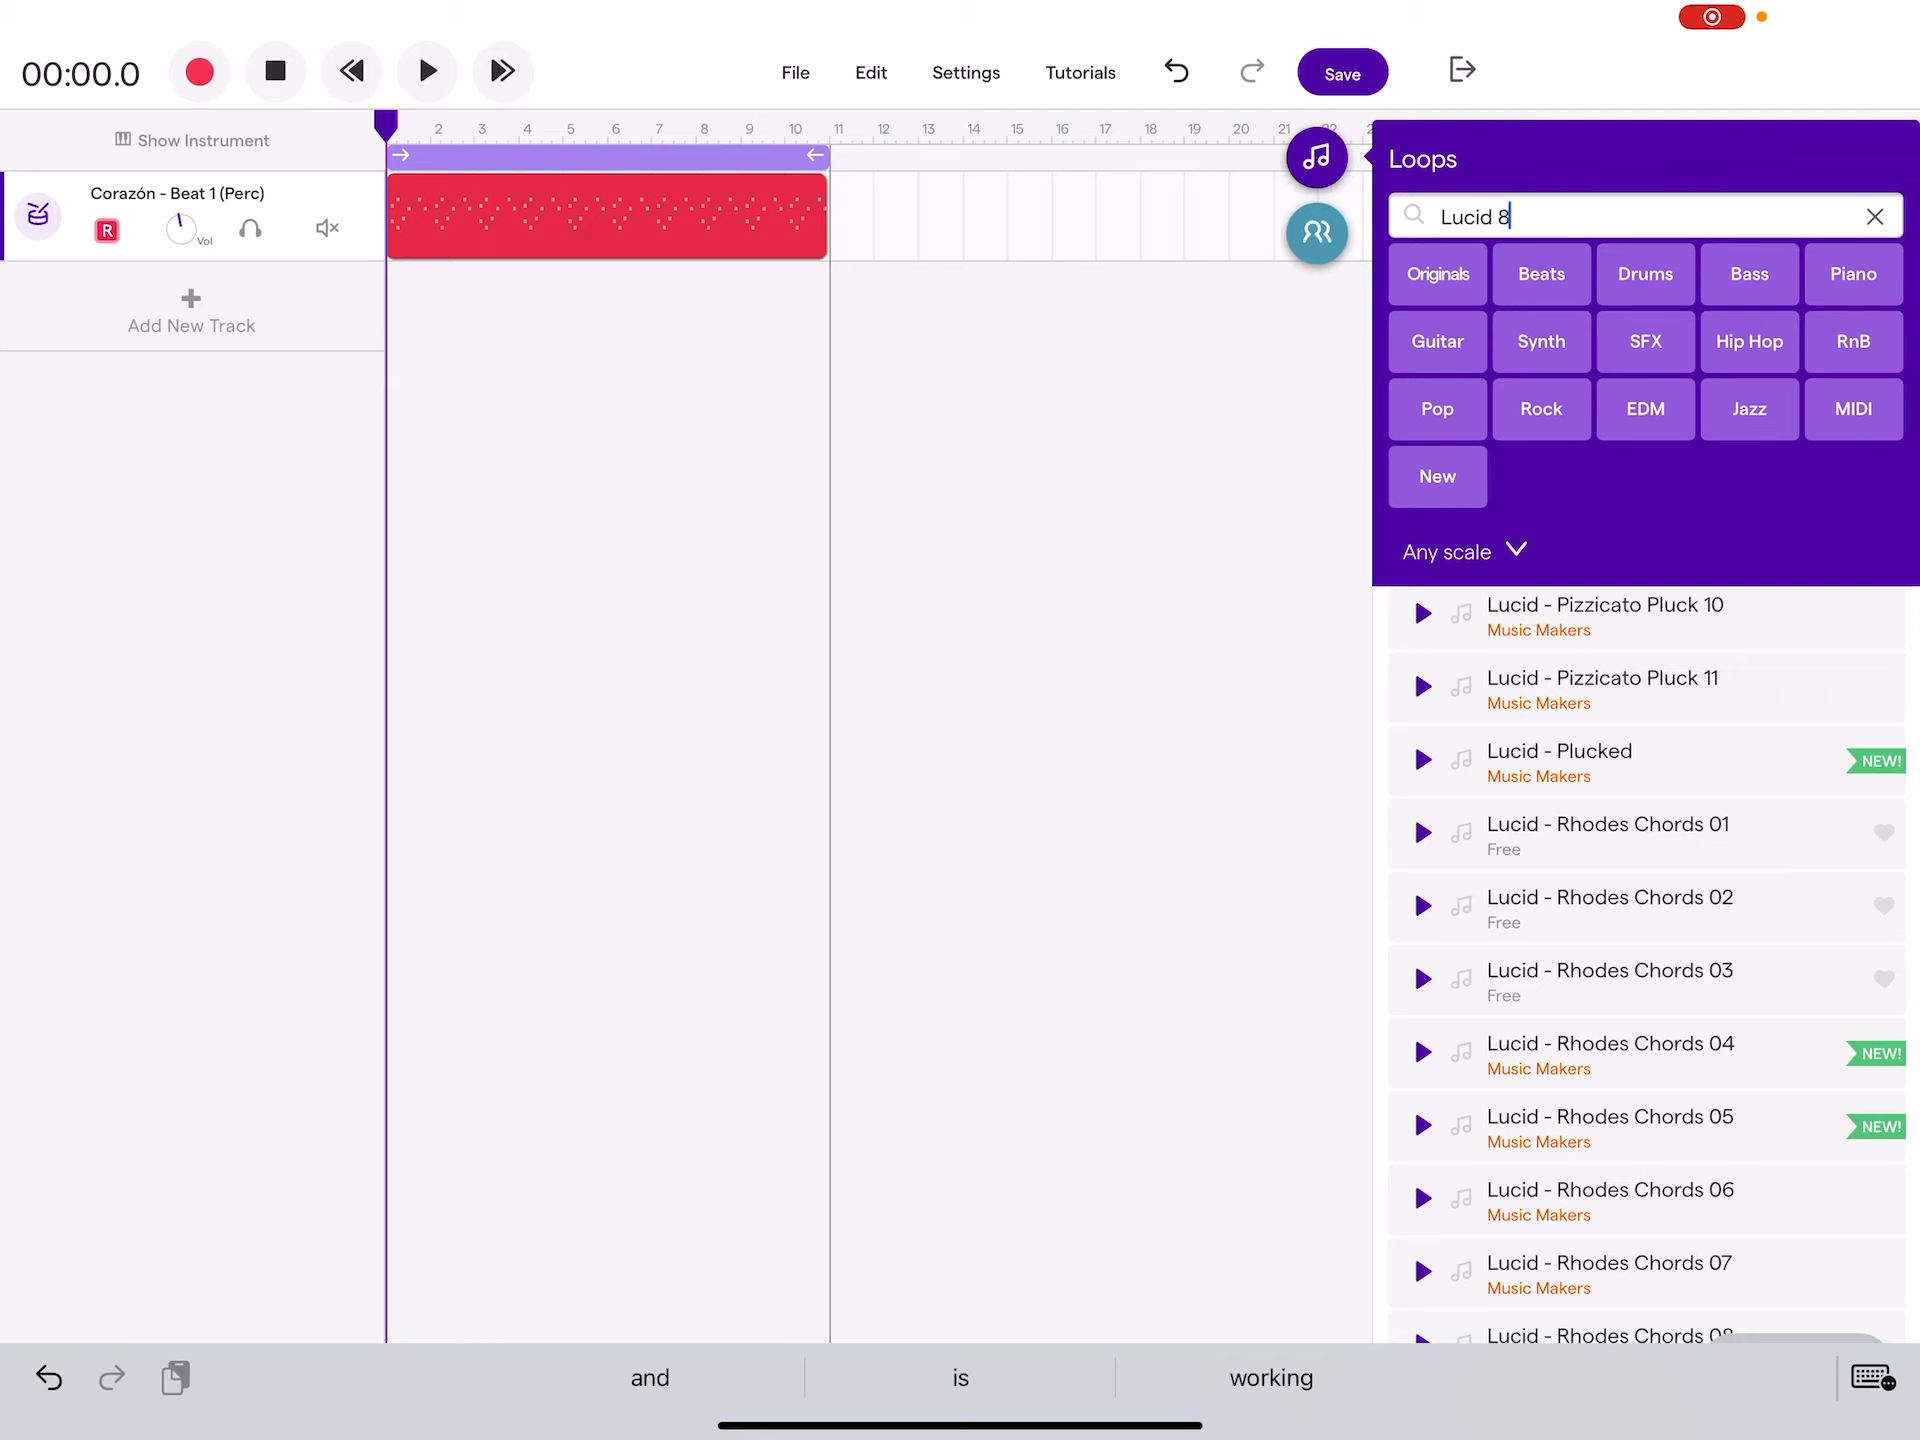 00:00.0
File
Edit
Settings
Tutorials
Save
Show Instrument
2 3 4 5 6 7 8 9 10 11 12 13 14 15 16 17 18 19 20 21 22
Corazón - Beat 1 (Perc)
R
Vol
Add New Track
Loops
Lucid 8
Originals Beats Drums Bass Piano
Guitar Synth SFX Hip Hop RnB
Pop Rock EDM Jazz MIDI
New
Any scale
Lucid - Pizzicato Pluck 10
Music Makers
Lucid - Pizzicato Pluck 11
Music Makers
Lucid - Plucked
Music Makers
NEW!
Lucid - Rhodes Chords 01
Free
Lucid - Rhodes Chords 02
Free
Lucid - Rhodes Chords 03
Free
Lucid - Rhodes Chords 04
Music Makers
NEW!
Lucid - Rhodes Chords 05
Music Makers
NEW!
Lucid - Rhodes Chords 06
Music Makers
Lucid - Rhodes Chords 07
Music Makers
Lucid - Rhodes Chords 08
and is working